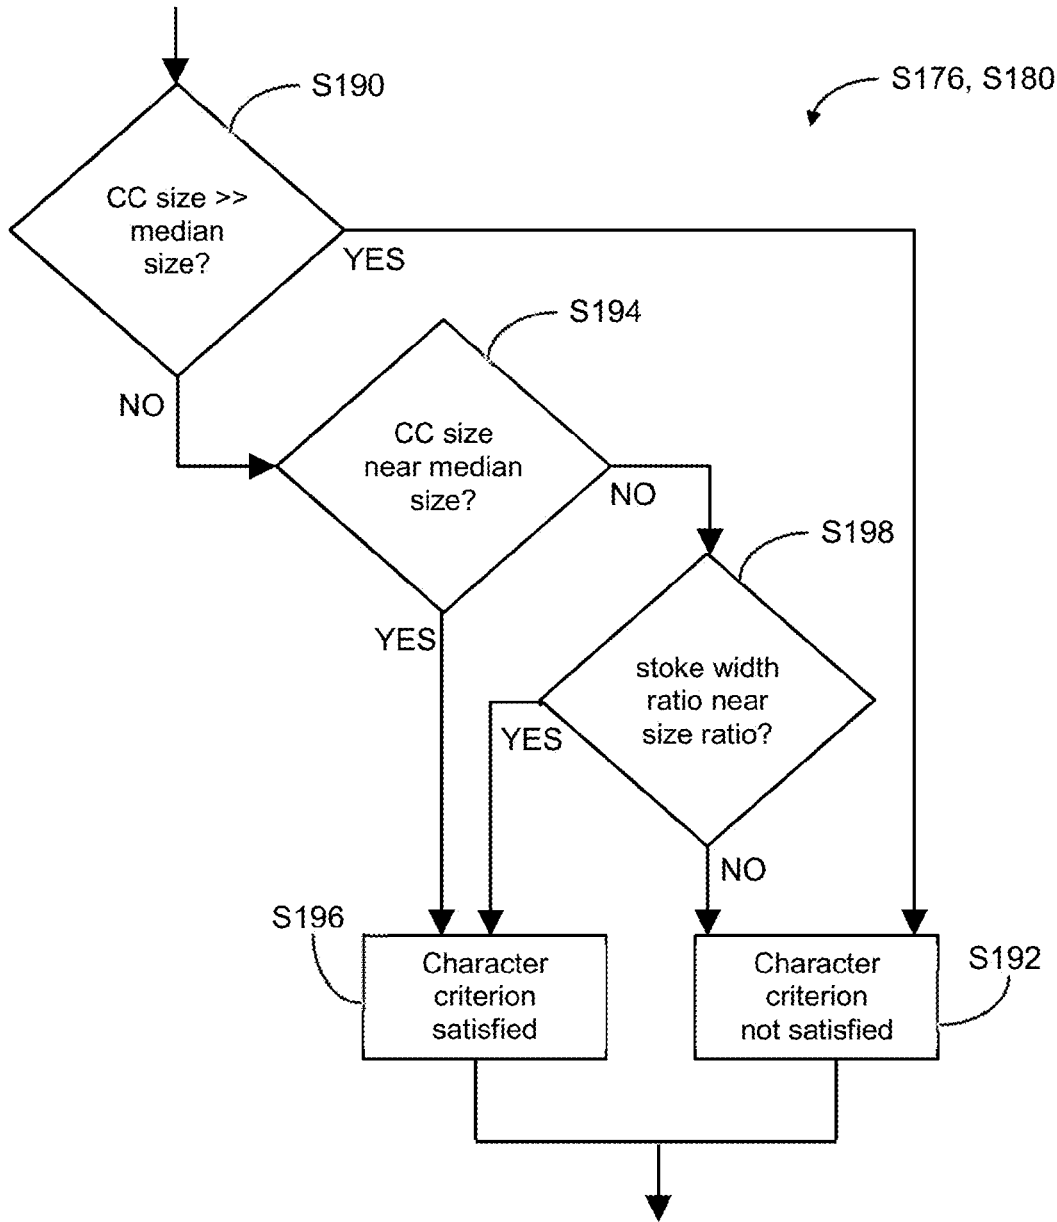 S190
S176, S180
CC size >>
median
size?
YES
NO
S194
CC size
near median
size?
NO
YES
S198
stoke width
ratio near
size ratio?
YES
NO
S196
Character
criterion
satisfied
Character
criterion
not satisfied
S192